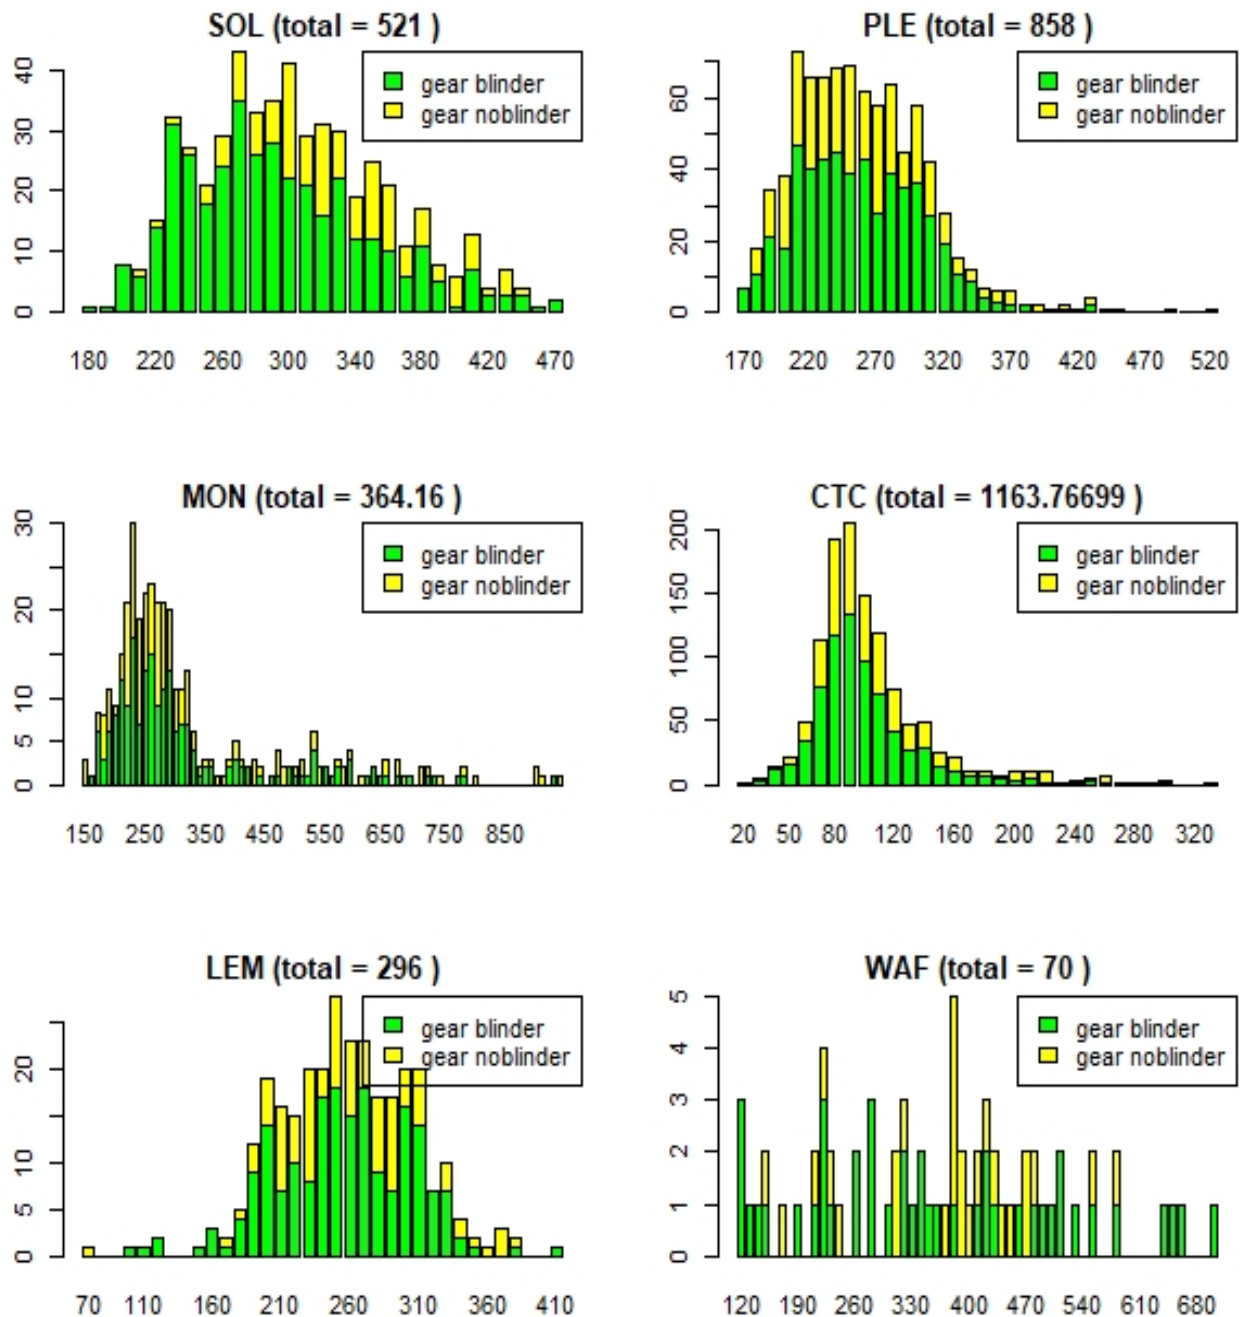 SOL (total = 521 )
gear blinder
gear noblinder
40
30
20
10
0
180 220 260 300 340 380 420 470
PLE (total = 858 )
gear blinder
gear noblinder
60
40
20
0
170 220 270 320 370 420 470 520
MON (total = 364.16 )
gear blinder
gear noblinder
30
20
10
5
0
150 250 350 450 550 650 750 850
CTC (total = 1163.76699 )
gear blinder
gear noblinder
200
150
100
50
0
20 50 80 120 160 200 240 280 320
LEM (total = 296 )
gear blinder
gear noblinder
20
10
5
0
70 110 160 210 260 310 360 410
WAF (total = 70 )
gear blinder
gear noblinder
5
4
3
2
1
0
120 190 260 330 400 470 540 610 680